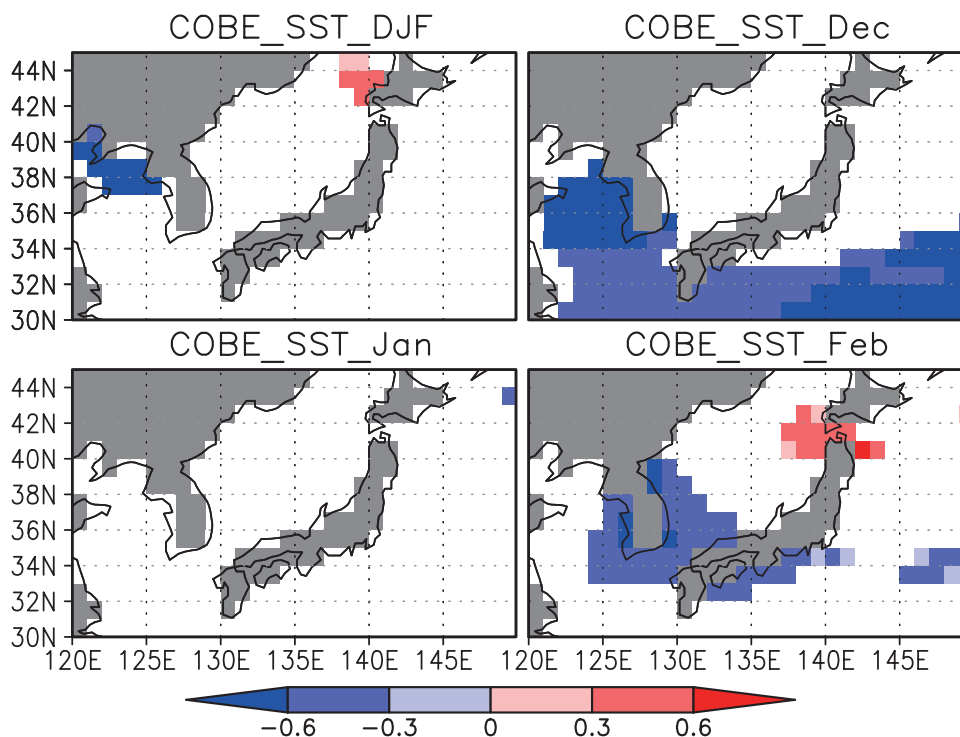 COBE_SST_DJF
COBE_SST_Dec
44N
42N
40N
38N
36N
34N
32N
30N
COBE_SST_Jan
COBE_SST_Feb
44N
42N
40N
38N
36N
34N
32N
30N
120E 125E 130E 135E 140E 145E
120E 125E 130E 135E 140E 145E
-0.6 -0.3 0 0.3 0.6